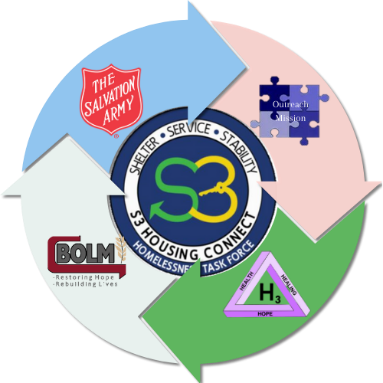 THE
SALVATION
ARMY
Outreach
Mission
SHELTER • SERVICE • STABILITY
S3
S3 HOUSING CONNECT
HOMELESSNESS TASK FORCE
BOLM
-Restoring Hope
-Rebuilding Lives
HEALTH
HEALING
H3
HOPE